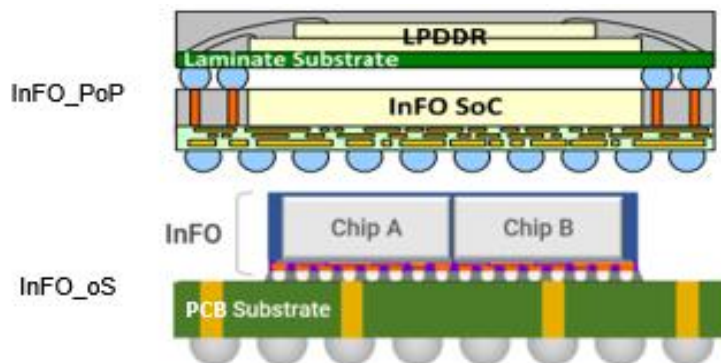 LPDDR
Laminate Substrate
InFO_PoP
InFO SoC
InFO
Chip A
Chip B
InFO_oS
PCB Substrate